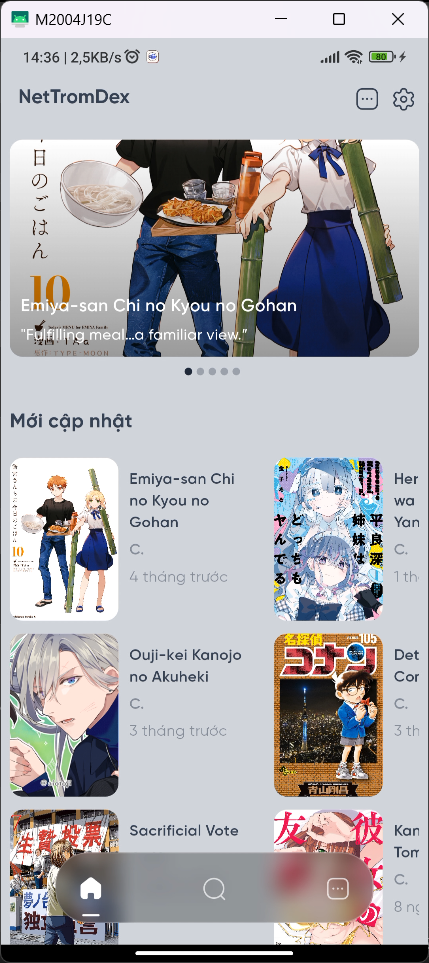 M2004J19C
14:36 | 2,5KB/s
80
NetTromDex
日のごはん
10
Emiya-san Chi no Kyou no Gohan
"Fulfilling meal...a familiar view."
Mới cập nhật
Emiya-san Chi
no Kyou no
Gohan
C.
4 tháng trước
10
平良深
姉妹は
どっちも
ヤんでる
Her
wa
Yan
C.
1 th
Ouji-kei Kanojo
no Akuheki
C.
3 tháng trước
名探偵
105
コナン
青山剛昌
Det
Cor
C.
3 th
生贄投票
Sacrificial Vote
友
彼
女
の
Kan
Tom
C.
8 ng